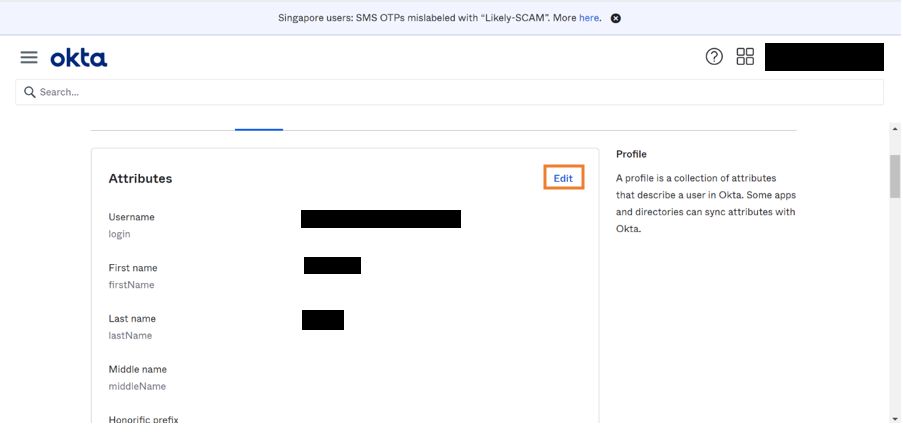 Singapore users: SMS OTPs mislabeled with “Likely-SCAM”. More here.
okta
Search...
Attributes
Edit
Username
login
First name
firstName
Last name
lastName
Middle name
middleName
Honorific prefix
Profile
A profile is a collection of attributes
that describe a user in Okta. Some apps
and directories can sync attributes with
Okta.